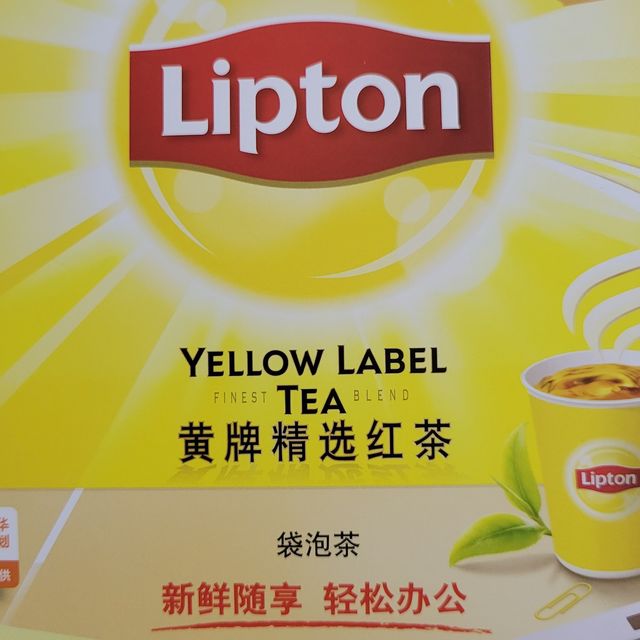 Lipton
YELLOW LABEL
FINEST TEA BLEND
黄牌精选红茶
Lipton
袋泡茶
新鲜随享 轻松办公
供